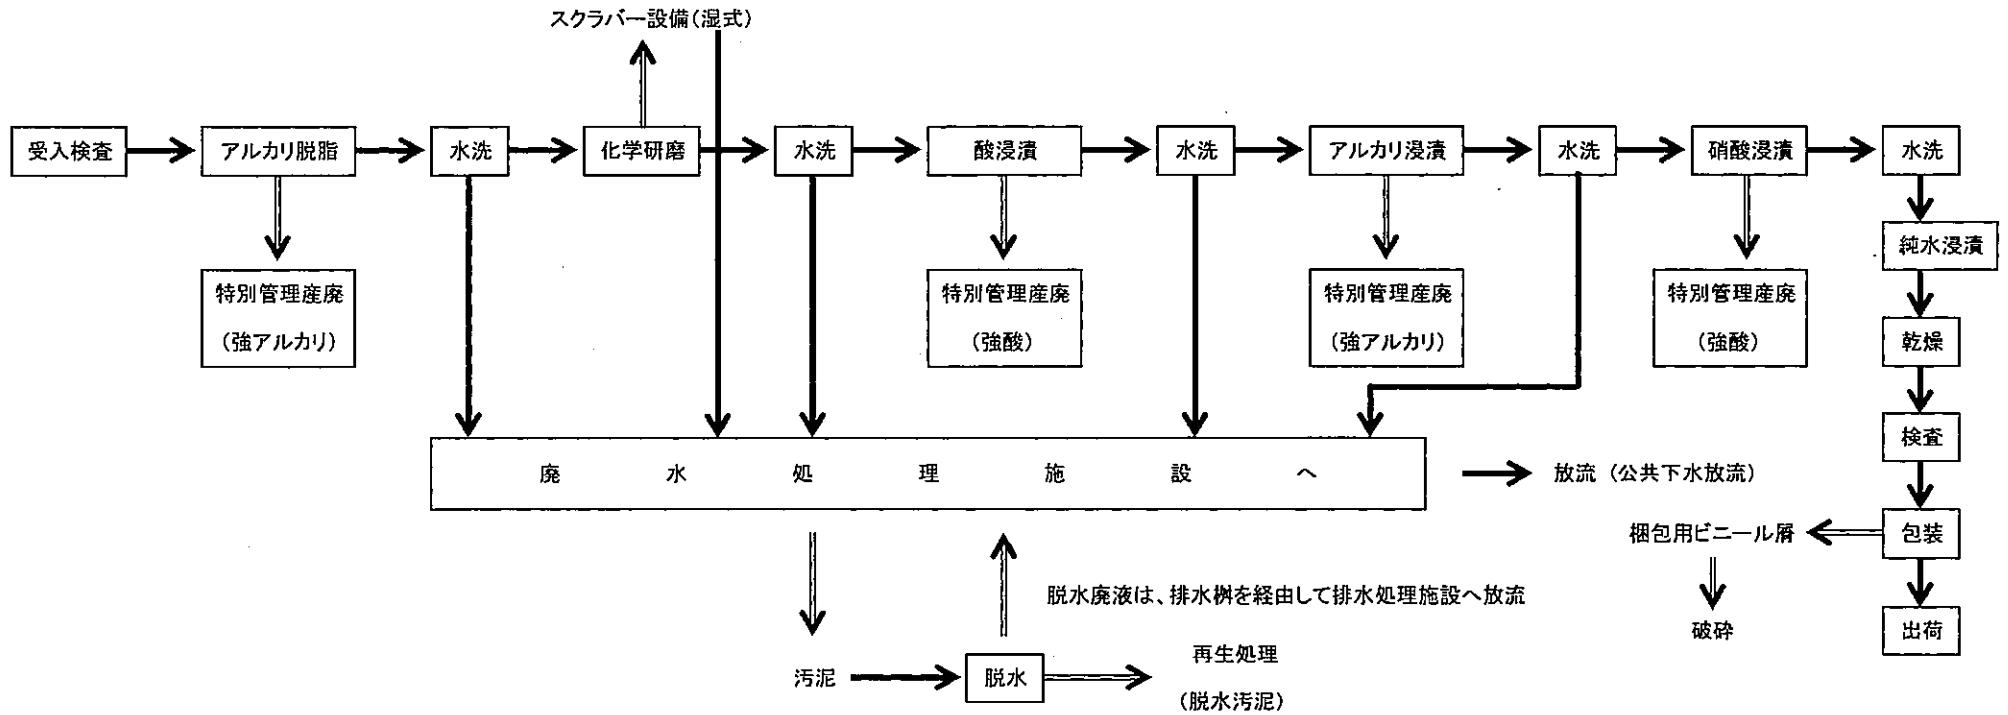 スクラバー設備(湿式)
受入検査
アルカリ脱脂
水洗
化学研磨
水洗
酸浸漬
水洗
アルカリ浸漬
水洗
硝酸浸漬
水洗
純水浸漬
特別管理産廃
(強アルカリ)
特別管理産廃
(強酸)
特別管理産廃
(強アルカリ)
特別管理産廃
(強酸)
乾燥
検査
廃水処理施設へ
放流 (公共下水放流)
梱包用ビニール屑
包装
脱水廃液は、排水桝を経由して排水処理施設へ放流
破砕
出荷
汚泥
脱水
再生処理
(脱水汚泥)